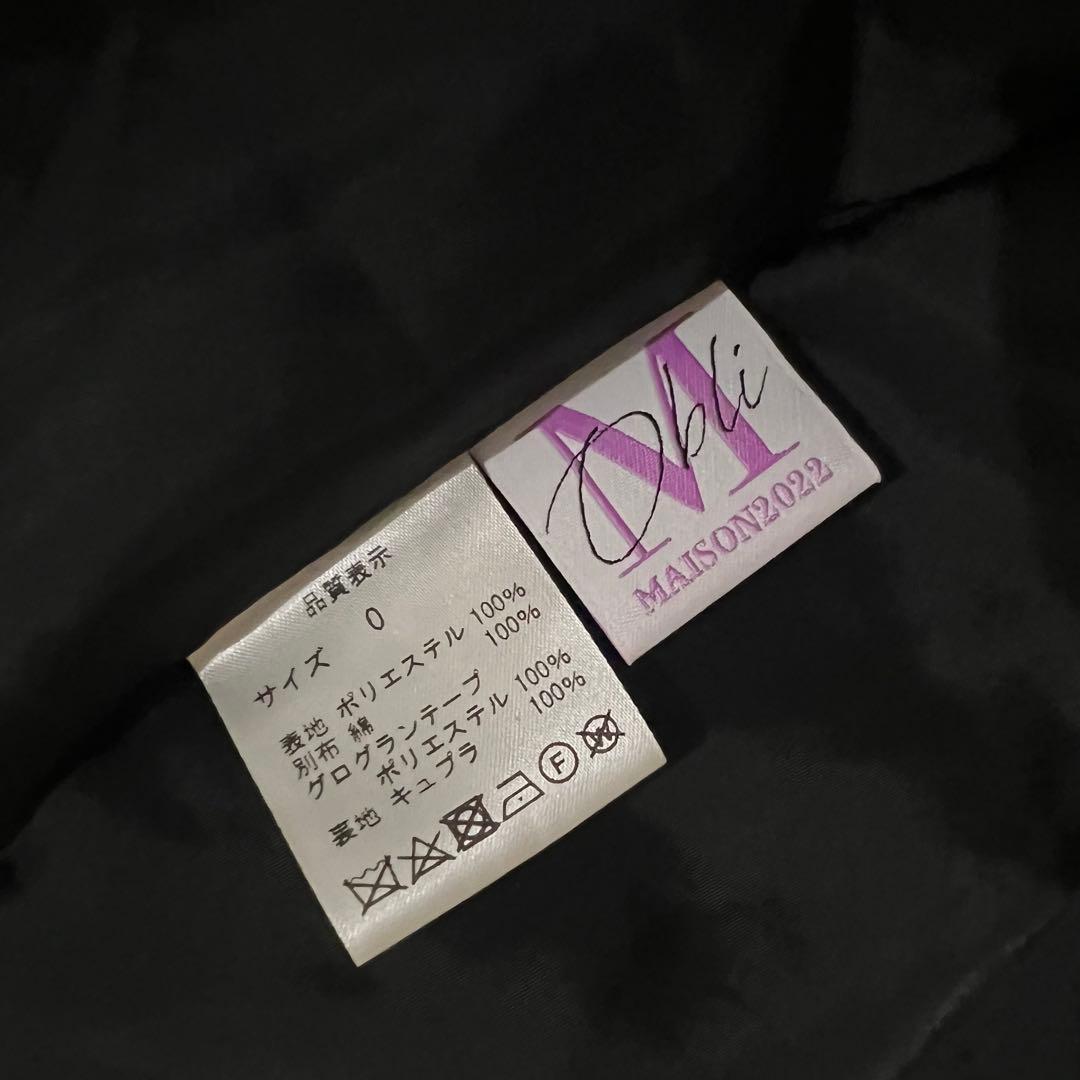 品質表示
サイズ 0
表地 ポリエステル 100%
別布 綿 100%
グログランテープ
ポリエステル 100%
裏地 キュプラ 100%
F
W
M
Obli
MAISON2022